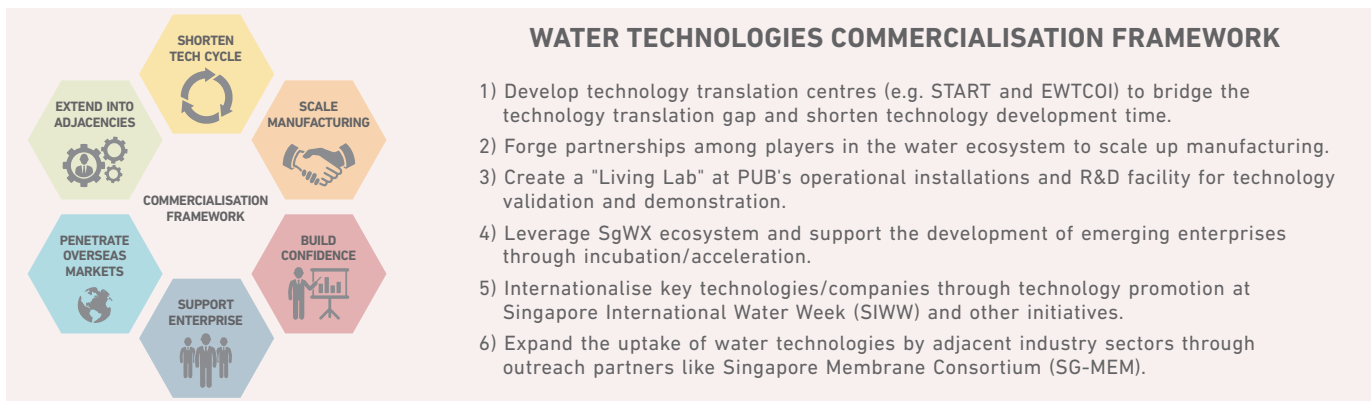 SHORTEN
TECH CYCLE
EXTEND INTO
ADJACENCIES
SCALE
MANUFACTURING
COMMERCIALISATION
FRAMEWORK
PENETRATE
OVERSEAS
MARKETS
BUILD
CONFIDENCE
SUPPORT
ENTERPRISE
WATER TECHNOLOGIES COMMERCIALISATION FRAMEWORK
1) Develop technology translation centres (e.g. START and EWTCOI) to bridge the
technology translation gap and shorten technology development time.
2) Forge partnerships among players in the water ecosystem to scale up manufacturing.
3) Create a "Living Lab" at PUB's operational installations and R&D facility for technology
validation and demonstration.
4) Leverage SgWX ecosystem and support the development of emerging enterprises
through incubation/acceleration.
5) Internationalise key technologies/companies through technology promotion at
Singapore International Water Week (SIWW) and other initiatives.
6) Expand the uptake of water technologies by adjacent industry sectors through
outreach partners like Singapore Membrane Consortium (SG-MEM).